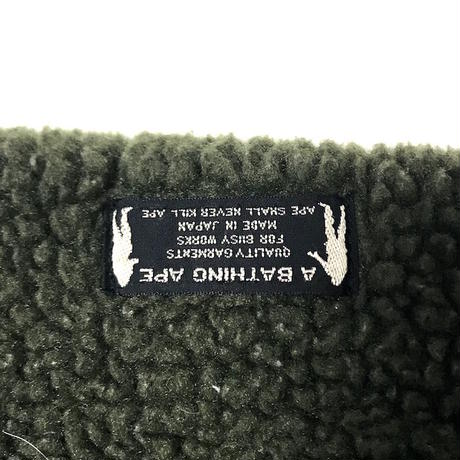 A BATHING APE
QUALITY GARMENTS
FOR BUSY WORKS
MADE IN JAPAN
APE SHALL NEVER KILL APE